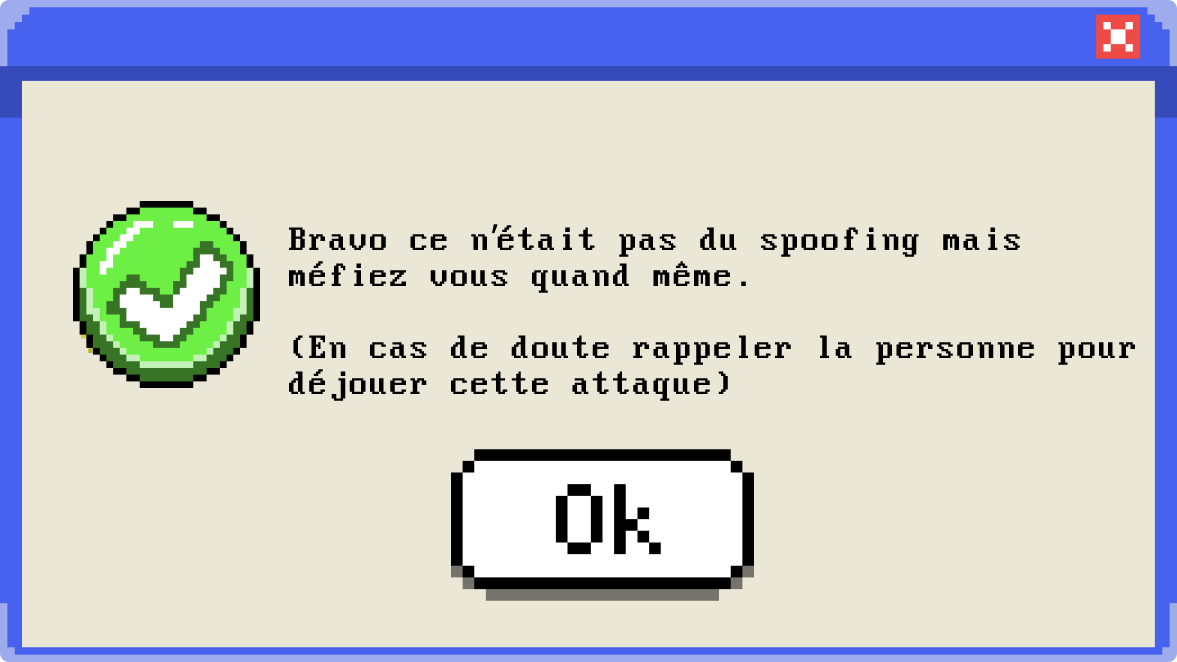 Bravo ce n'était pas du spoofing mais
méfiez vous quand même.
(En cas de doute rappeler la personne pour
déjouer cette attaque)
Ok